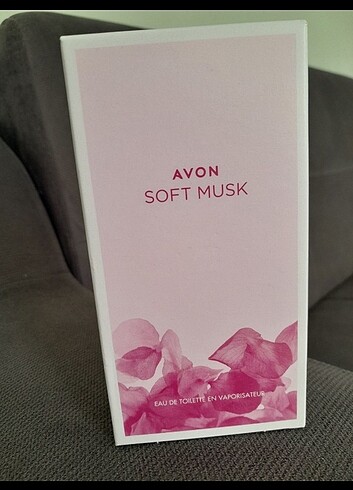 AVON
SOFT MUSK
EAU DE TOILETTE EN VAPORISATEUR